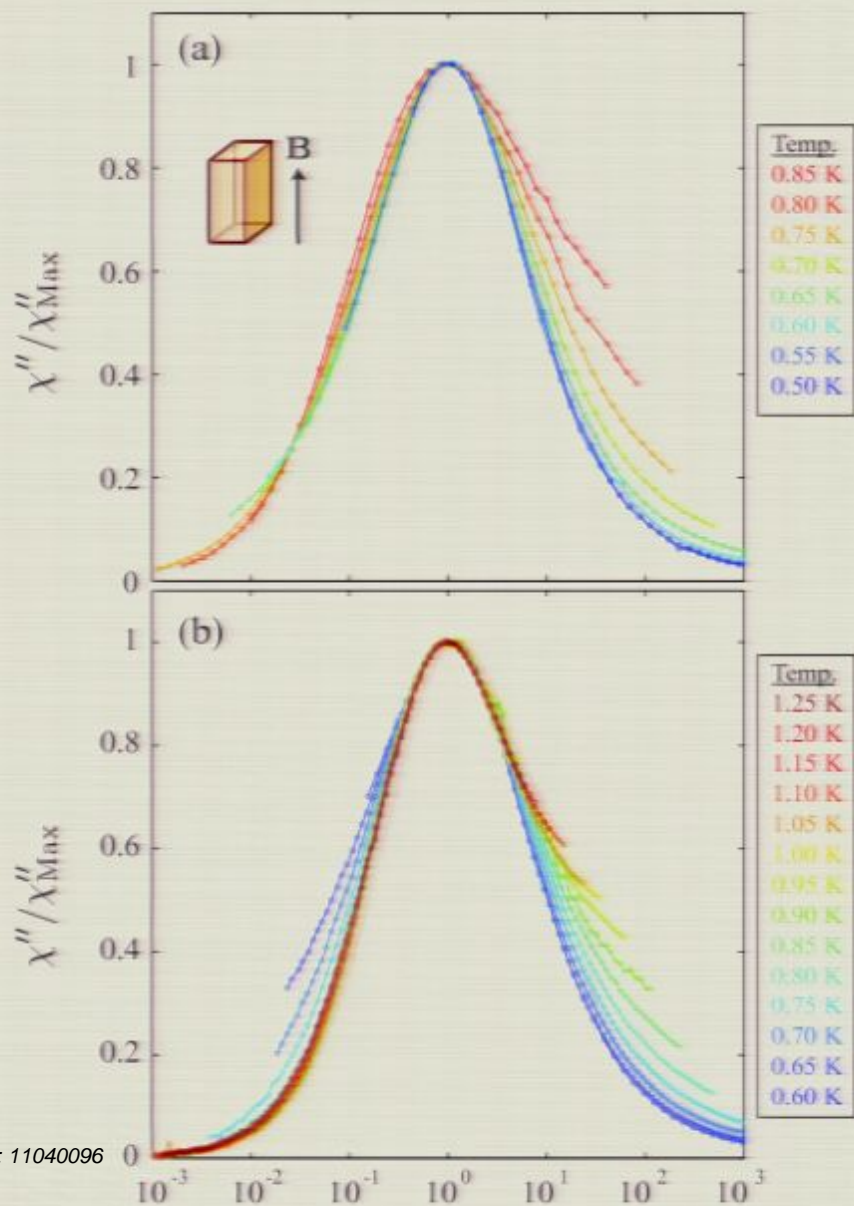 (a)
B
χ''/χ''Max
1
0.8
0.6
0.4
0.2
0
Temp.
0.85 K
0.80 K
0.75 K
0.70 K
0.65 K
0.60 K
0.55 K
0.50 K
(b)
χ''/χ''Max
1
0.8
0.6
0.4
0.2
0
10⁻³ 10⁻² 10⁻¹ 10⁰ 10¹ 10² 10³
Temp.
1.25 K
1.20 K
1.15 K
1.10 K
1.05 K
1.00 K
0.95 K
0.90 K
0.85 K
0.80 K
0.75 K
0.70 K
0.65 K
0.60 K
: 11040096